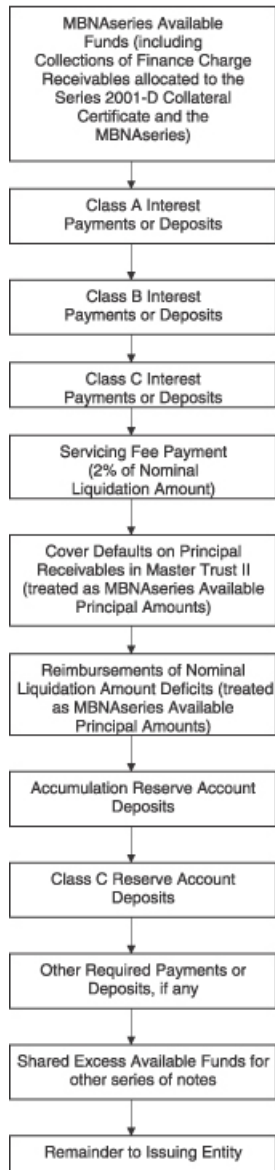 MBNAseries Available
Funds (including
Collections of Finance Charge
Receivables allocated to the
Series 2001-D Collateral
Certificate and the
MBNAseries)
Class A Interest
Payments or Deposits
Class B Interest
Payments or Deposits
Class C Interest
Payments or Deposits
Servicing Fee Payment
(2% of Nominal
Liquidation Amount)
Cover Defaults on Principal
Receivables in Master Trust II
(treated as MBNAseries Available
Principal Amounts)
Reimbursements of Nominal
Liquidation Amount Deficits (treated
as MBNAseries Available
Principal Amounts)
Accumulation Reserve Account
Deposits
Class C Reserve Account
Deposits
Other Required Payments or
Deposits, if any
Shared Excess Available Funds for
other series of notes
Remainder to Issuing Entity